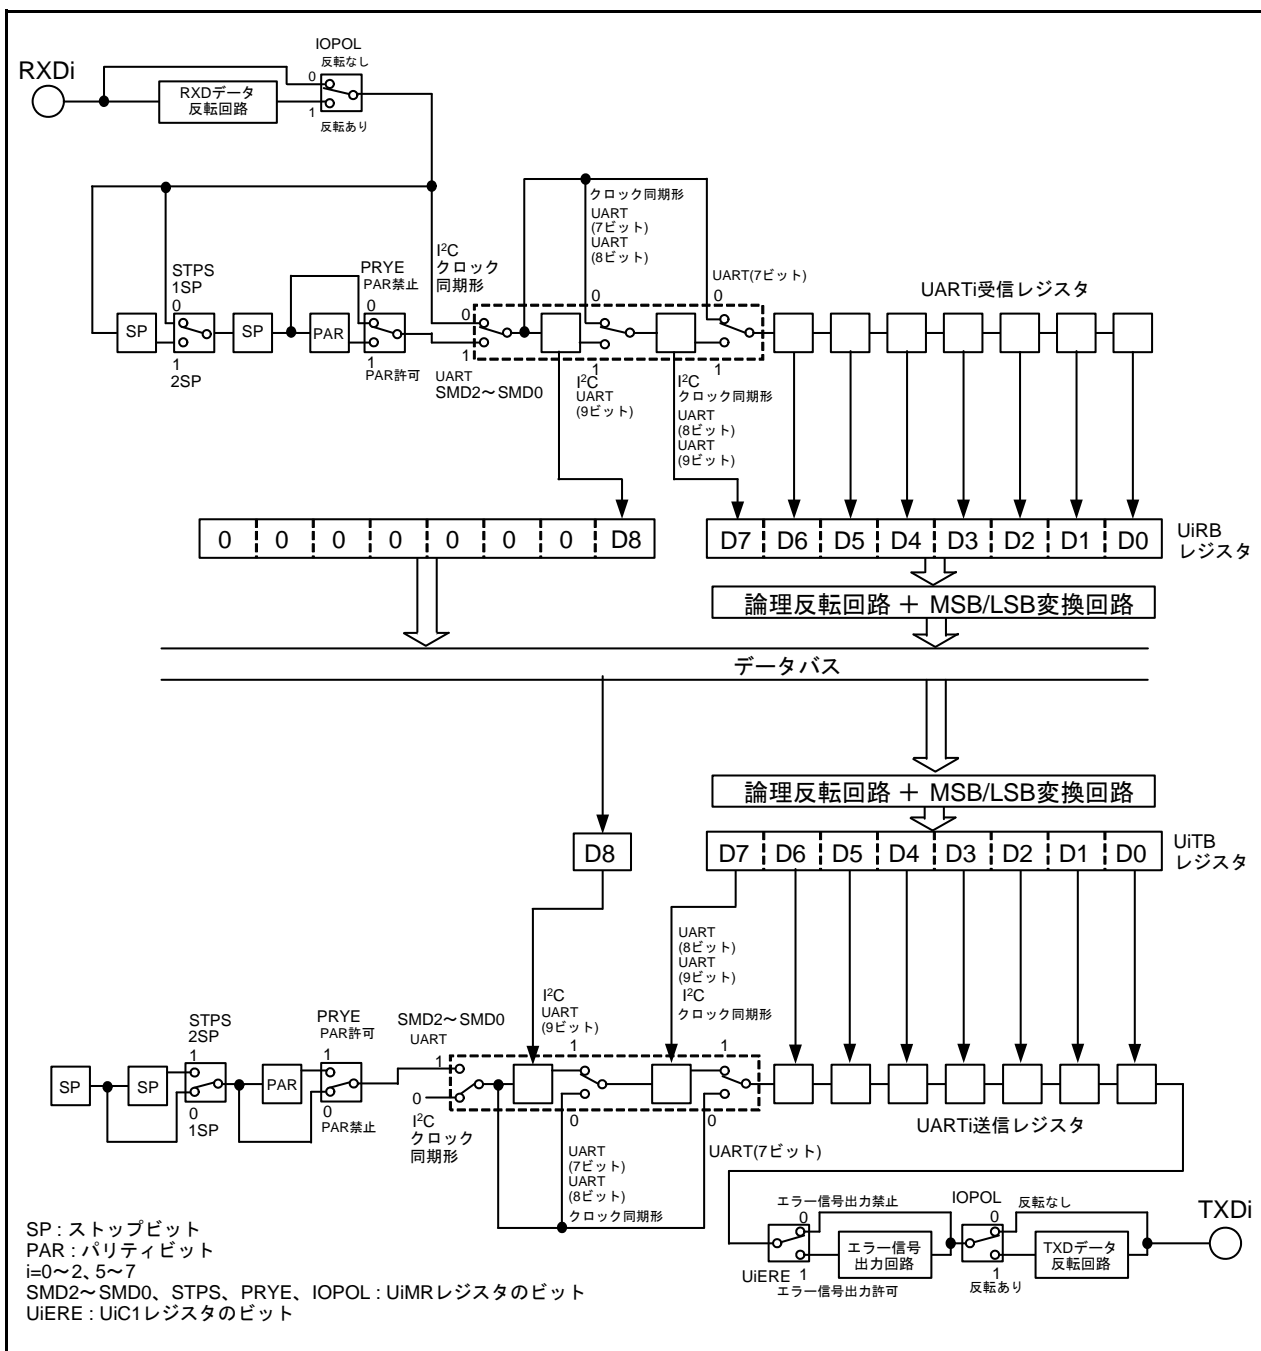 IOPOL
反転なし
RXDi
0
RXDデータ
反転回路
1
反転あり
クロック同期形
UART
(7ビット)
UART
(8ビット)
I²C
クロック
同期形
STPS
1SP
0
PRYE
PAR禁止
0
UART(7ビット)
0
0
0
UARTi受信レジスタ
SP
SP
PAR
1
2SP
1
PAR許可
1
UART
SMD2～SMD0
1
I²C
UART
(9ビット)
1
I²C
クロック同期形
UART
(8ビット)
UART
(9ビット)
0 0 0 0 0 0 0 D8
D7 D6 D5 D4 D3 D2 D1 D0
UiRB
レジスタ
論理反転回路 ＋ MSB/LSB変換回路
データバス
論理反転回路 ＋ MSB/LSB変換回路
D8
D7 D6 D5 D4 D3 D2 D1 D0
UiTB
レジスタ
UART
(8ビット)
UART
(9ビット)
I²C
クロック同期形
I²C
UART
(9ビット)
1
1
STPS
2SP
1
PRYE
PAR許可
1
SMD2～SMD0
UART
1
SP
SP
PAR
0
1SP
0
PAR禁止
0
I²C
クロック
同期形
0
0
UART
(7ビット)
UART
(8ビット)
クロック同期形
UART(7ビット)
UARTi送信レジスタ
エラー信号出力禁止
0
IOPOL
0
反転なし
TXDi
エラー信号
出力回路
TXDデータ
反転回路
UiERE 1
エラー信号出力許可
1
反転あり
SP : ストップビット
PAR : パリティビット
i=0～2、5～7
SMD2～SMD0、STPS、PRYE、IOPOL : UiMRレジスタのビット
UiERE : UiC1レジスタのビット